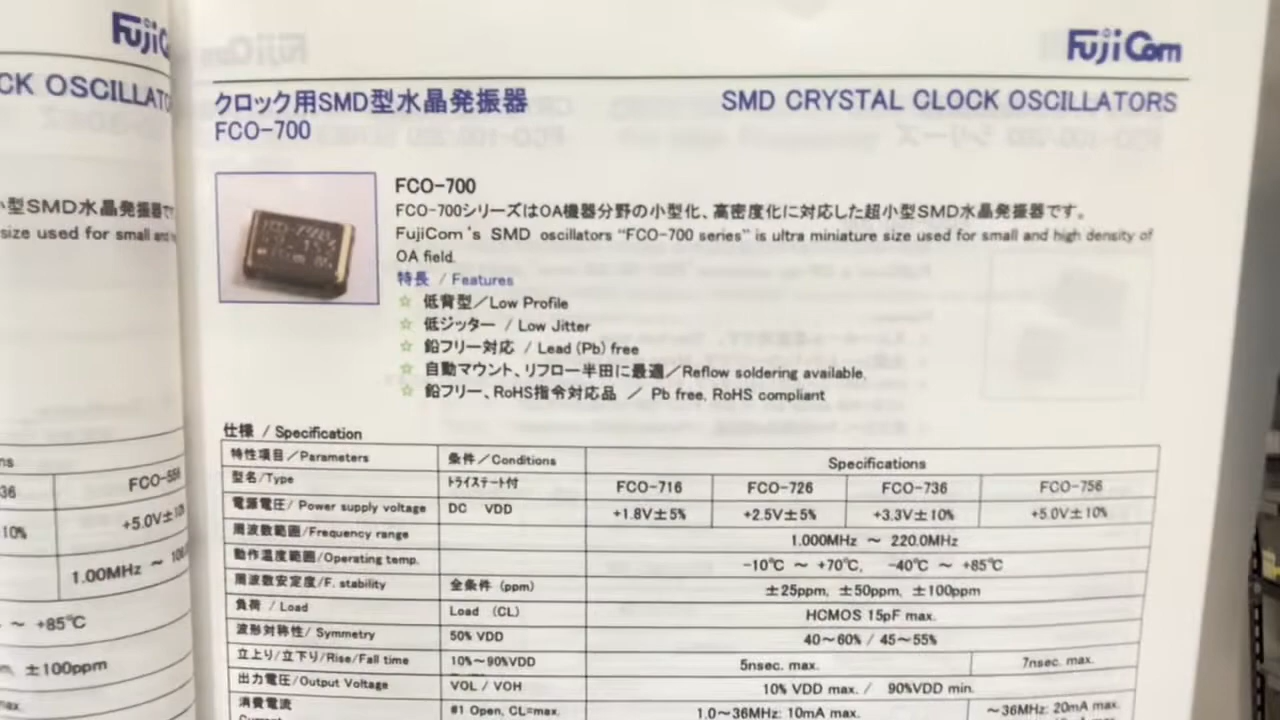 Fuji
FujiCom
CK OSCILLATO
クロック用SMD型水晶発振器
SMD CRYSTAL CLOCK OSCILLATORS
FCO-700
FCO-700
小型SMD水晶発振器で
FCO-700シリーズはOA機器分野の小型化、高密度化に対応した超小型SMD水晶発振器です。
size used for small and h
FujiCom's SMD oscillators “FCO-700 series” is ultra miniature size used for small and high density of
OA field.
特長 / Features
☆ 低背型／Low Profile
☆ 低ジッター / Low Jitter
☆ 鉛フリー対応 / Lead (Pb) free
☆ 自動マウント、リフロー半田に最適／Reflow soldering available.
☆ 鉛フリー、RoHS指令対応品 ／ Pb free, RoHS compliant
仕様 / Specification
特性項目／Parameters 条件／Conditions Specifications
型名/Type トライステート付 FCO-716 FCO-726 FCO-736 FCO-756
電源電圧/ Power supply voltage DC VDD +1.8V±5% +2.5V±5% +3.3V±10% +5.0V±10%
周波数範囲/Frequency range 1.000MHz ～ 220.0MHz
動作温度範囲/Operating temp. -10℃ ～ +70℃, -40℃ ～ +85℃
周波数安定度/F. stability 全条件 (ppm) ±25ppm, ±50ppm, ±100ppm
負荷 / Load Load (CL) HCMOS 15pF max.
波形対称性/ Symmetry 50% VDD 40～60% / 45～55%
立上り/立下り/Rise/Fall time 10%～90%VDD 5nsec. max. 7nsec. max.
出力電圧/Output Voltage VOL / VOH 10% VDD max. / 90%VDD min.
消費電流 #1 Open, CL=max. 1.0～36MHz: 10mA max. ～36MHz: 20mA max.
Current
ns
36 FCO-556
10% +5.0V±10
1.00MHz ～ 106.
～ +85℃
±100ppm
max.